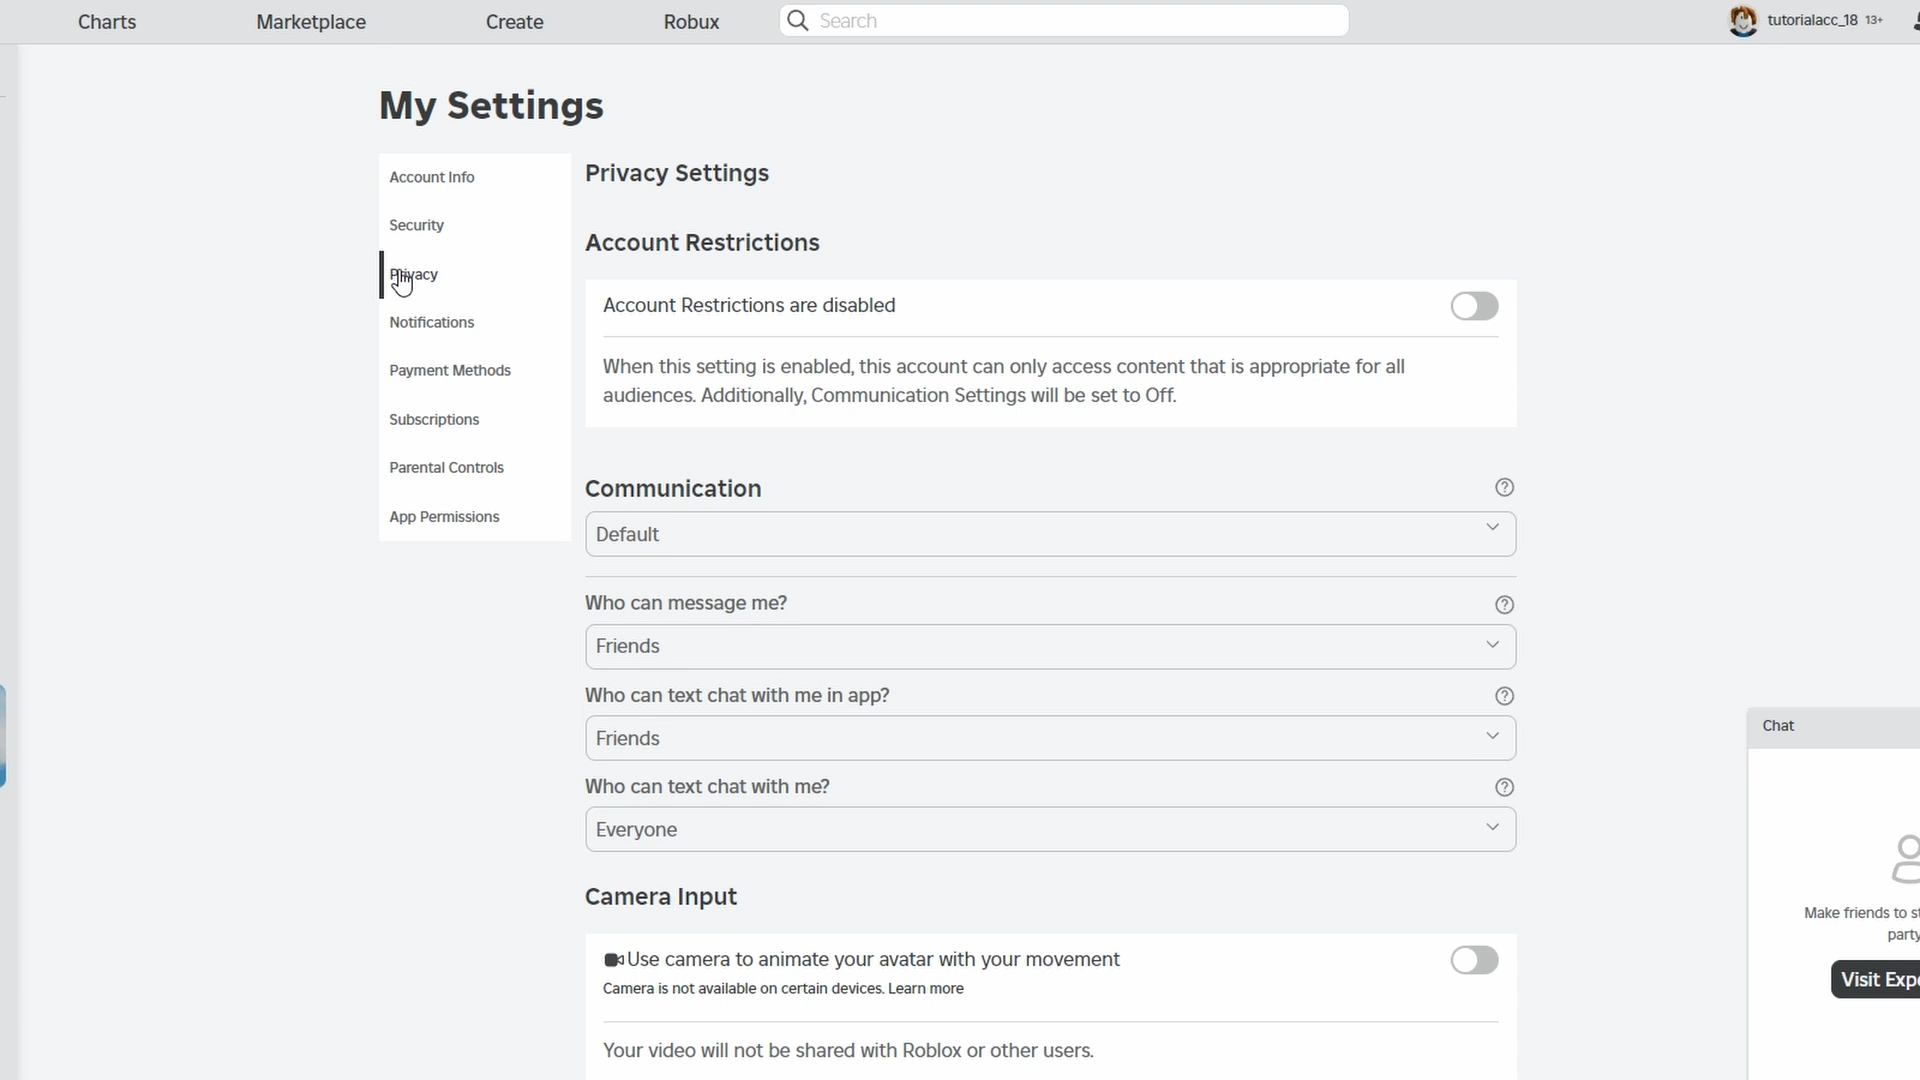 Charts
Marketplace
Create
Robux
Search
tutorialacc_18 13+
My Settings
Account Info
Security
Privacy
Notifications
Payment Methods
Subscriptions
Parental Controls
App Permissions
Privacy Settings
Account Restrictions
Account Restrictions are disabled
When this setting is enabled, this account can only access content that is appropriate for all
audiences. Additionally, Communication Settings will be set to Off.
Communication
Default
Who can message me?
Friends
Who can text chat with me in app?
Friends
Who can text chat with me?
Everyone
Camera Input
Use camera to animate your avatar with your movement
Camera is not available on certain devices. Learn more
Your video will not be shared with Roblox or other users.
Chat
Make friends to
party
Visit